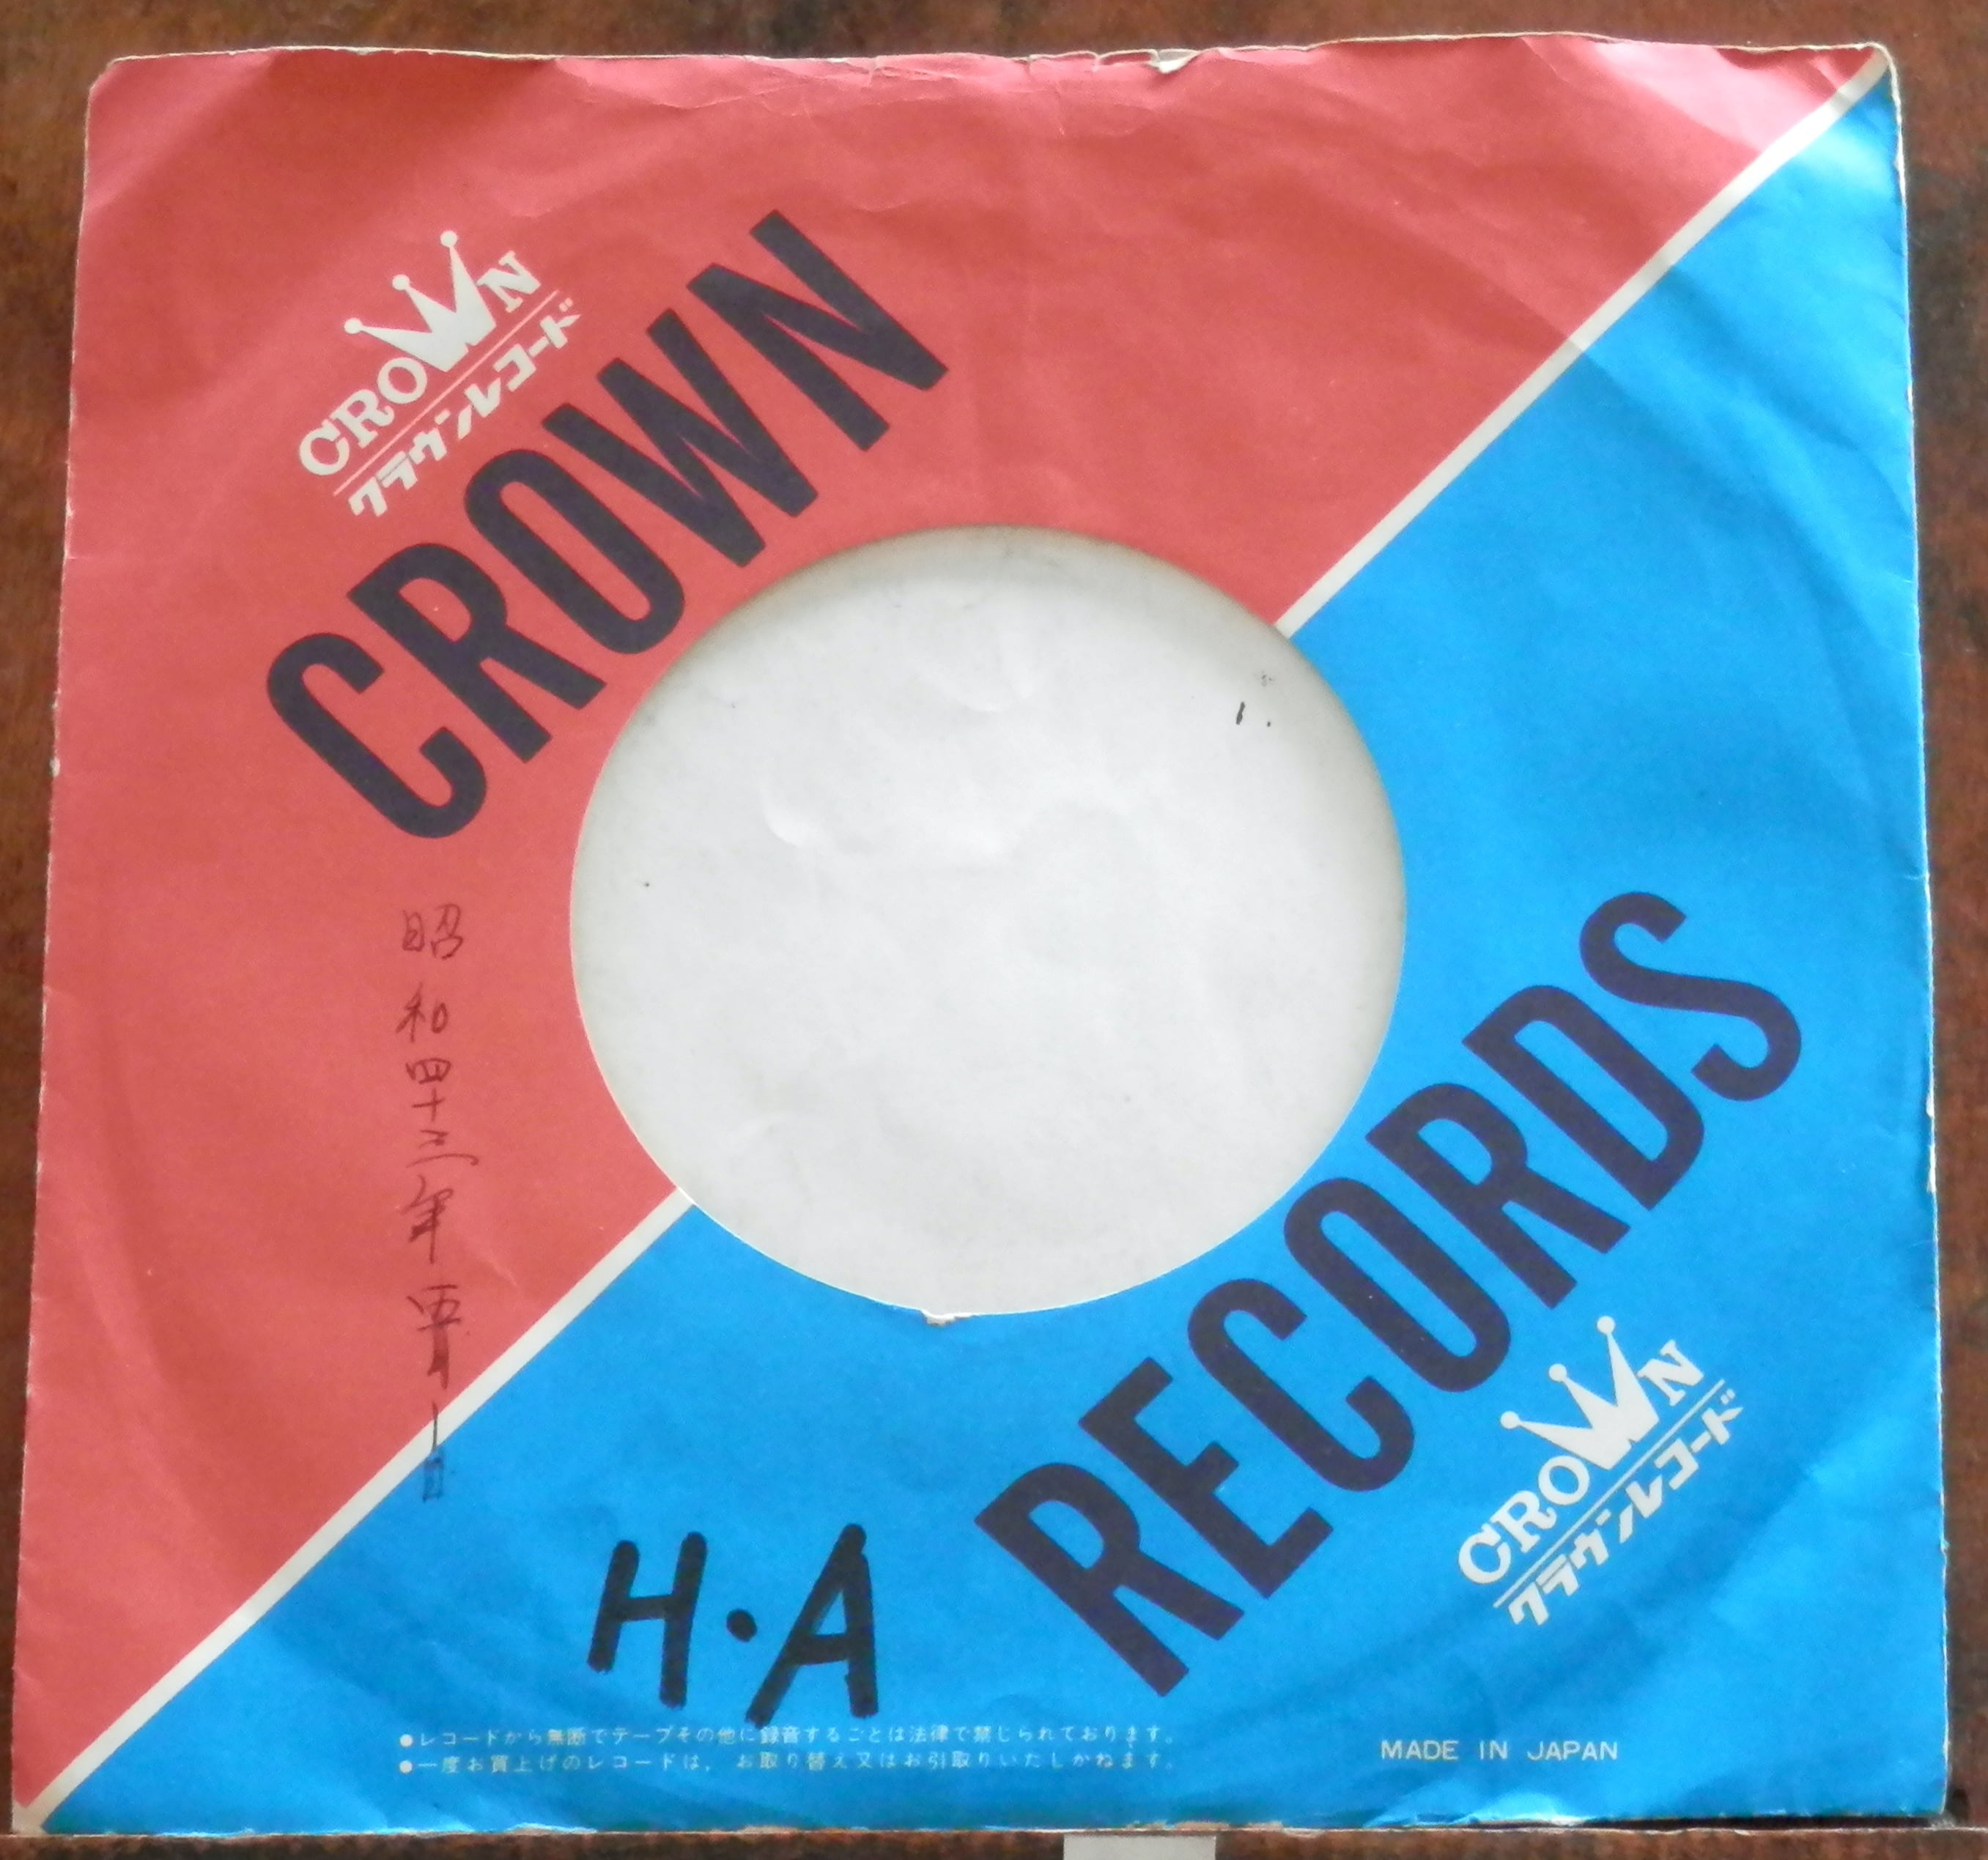 CROWN
クラウンレコード
CROWN
昭和四十三年五月一日
RECORDS
CROWN
クラウンレコード
H・A
●レコードから無断でテープその他に録音することは法律で禁じられております。
●一度お買上げのレコードは、お取り替え又はお引取りいたしかねます。
MADE IN JAPAN